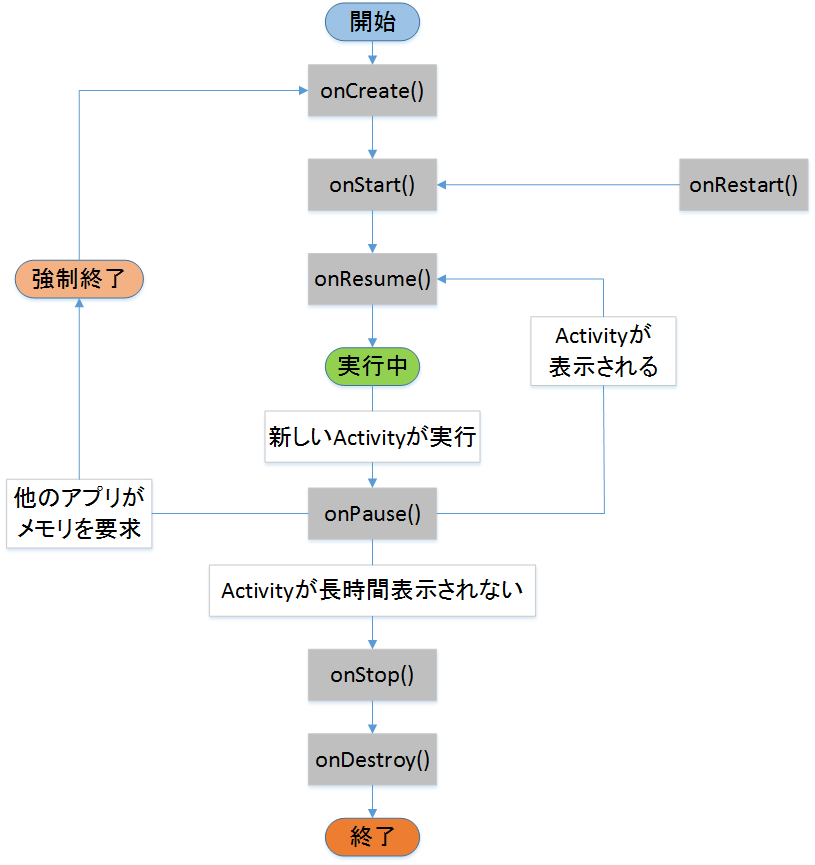 開始
onCreate()
onStart()
onRestart()
onResume()
強制終了
Activityが
表示される
実行中
新しいActivityが実行
他のアプリが
メモリを要求
onPause()
Activityが長時間表示されない
onStop()
onDestroy()
終了